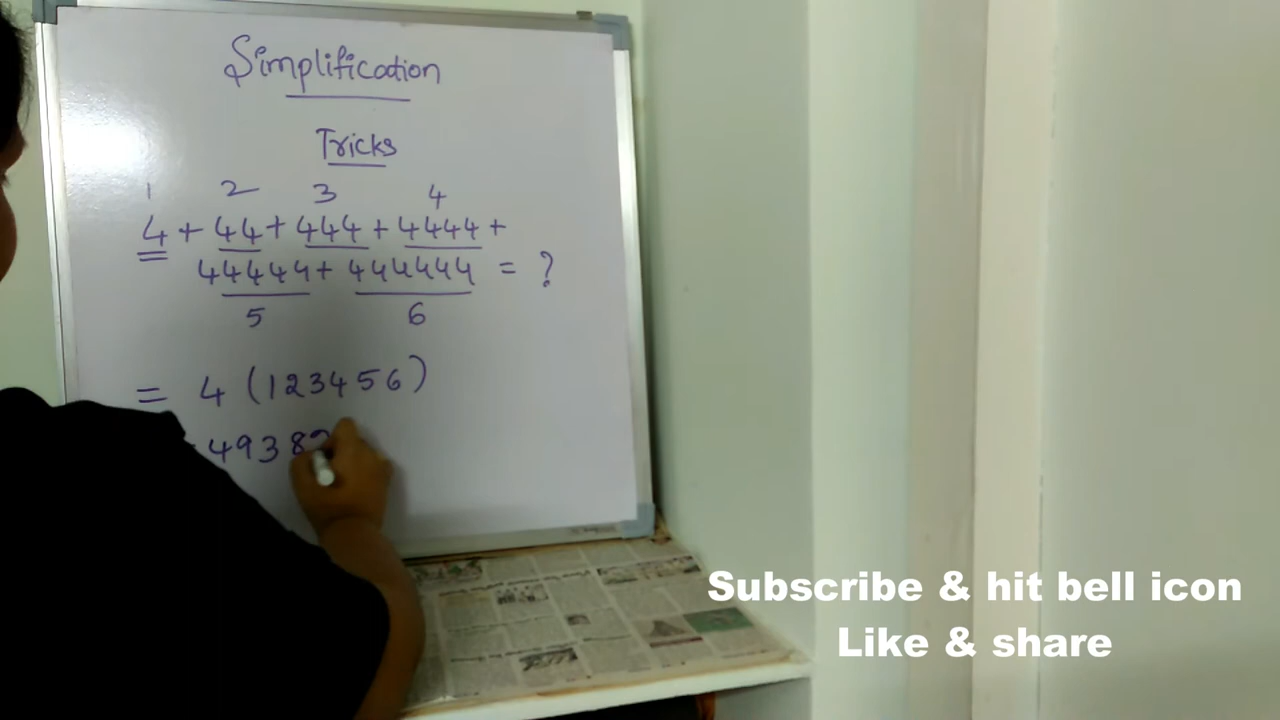 Simplification
Tricks
1 2 3 4
4 + 44 + 444 + 4444 +
44444 + 444444 = ?
5 6
= 4 (123456)
4938
Subscribe & hit bell icon
Like & share